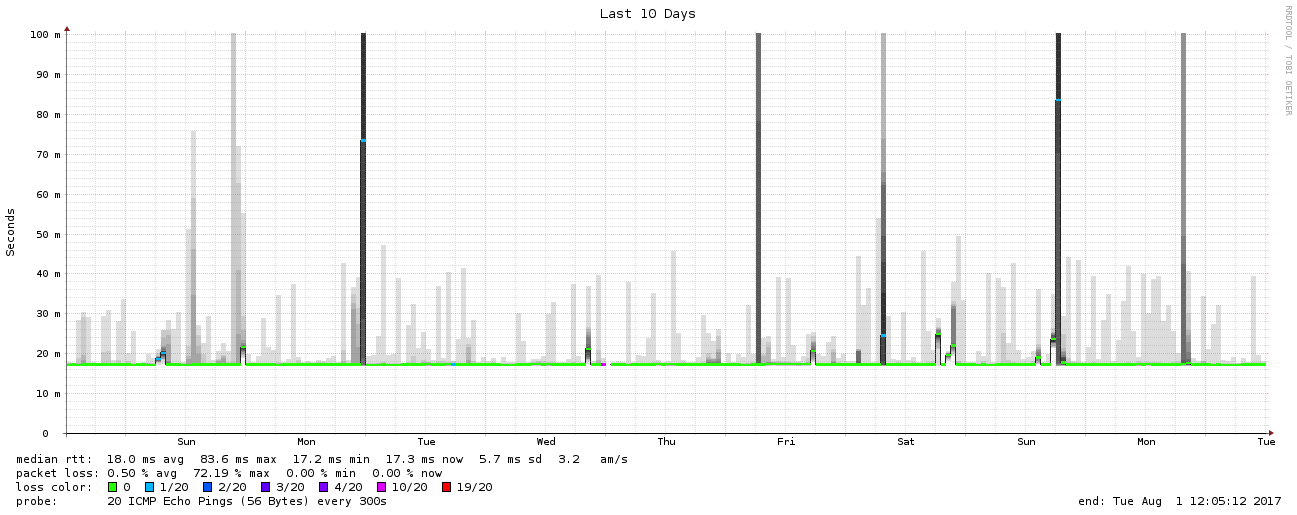 Last 10 Days
RRDTOOL / TOBI OETIKER
Seconds
100 m
90 m
80 m
70 m
60 m
50 m
40 m
30 m
20 m
10 m
0
Sun Mon Tue Wed Thu Fri Sat Sun Mon Tue
median rtt: 18.0 ms avg 83.6 ms max 17.2 ms min 17.3 ms now 5.7 ms sd 3.2 am/s
packet loss: 0.50 % avg 72.19 % max 0.00 % min 0.00 % now
loss color: 0 1/20 2/20 3/20 4/20 10/20 19/20
probe: 20 ICMP Echo Pings (56 Bytes) every 300s end: Tue Aug 1 12:05:12 2017